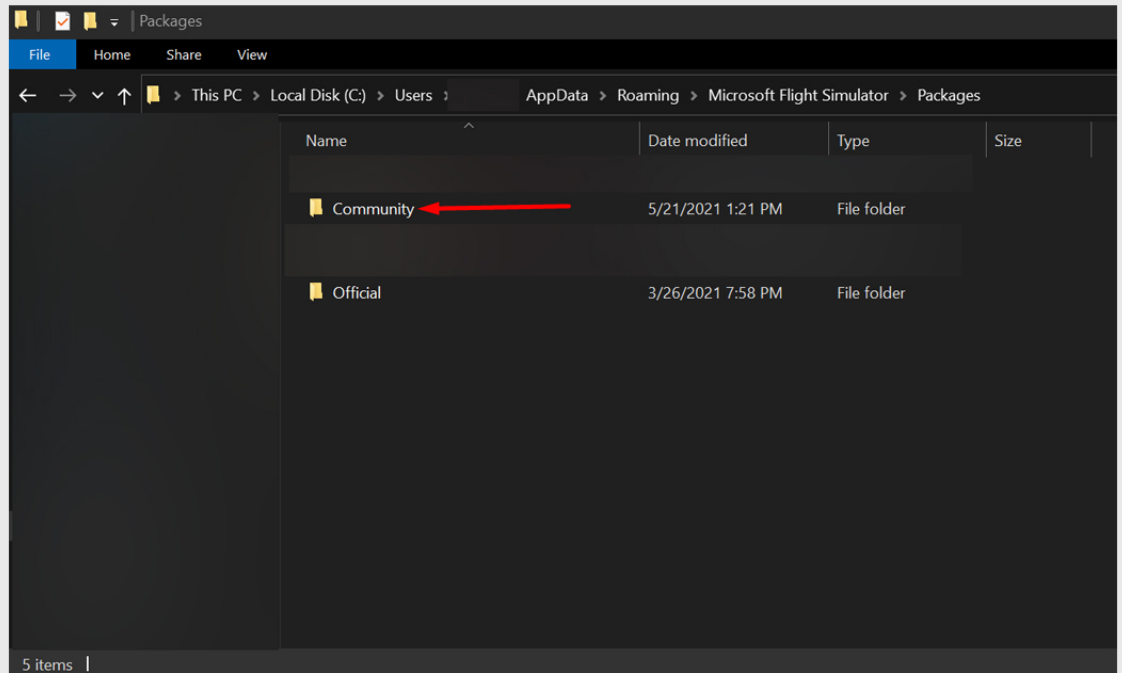 Packages
File Home Share View
This PC > Local Disk (C:) > Users > AppData > Roaming > Microsoft Flight Simulator > Packages
Name Date modified Type Size
Community 5/21/2021 1:21 PM File folder
Official 3/26/2021 7:58 PM File folder
5 items